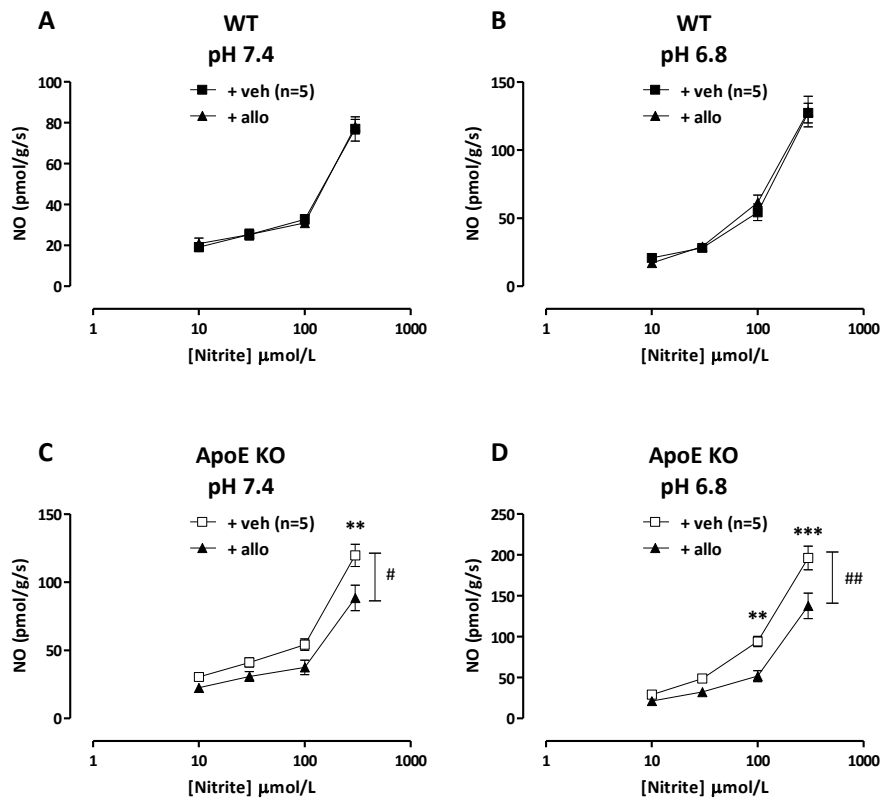 A
WT
pH 7.4
+ veh (n=5)
+ allo
NO (pmol/g/s)
100
80
60
40
20
0
1
10
100
1000
[Nitrite] μmol/L
B
WT
pH 6.8
+ veh (n=5)
+ allo
NO (pmol/g/s)
150
100
50
0
1
10
100
1000
[Nitrite] μmol/L
C
ApoE KO
pH 7.4
+ veh (n=5)
+ allo
**
#
NO (pmol/g/s)
150
100
50
0
1
10
100
1000
[Nitrite] μmol/L
D
ApoE KO
pH 6.8
+ veh (n=5)
+ allo
***
**
##
NO (pmol/g/s)
250
200
150
100
50
0
1
10
100
1000
[Nitrite] μmol/L